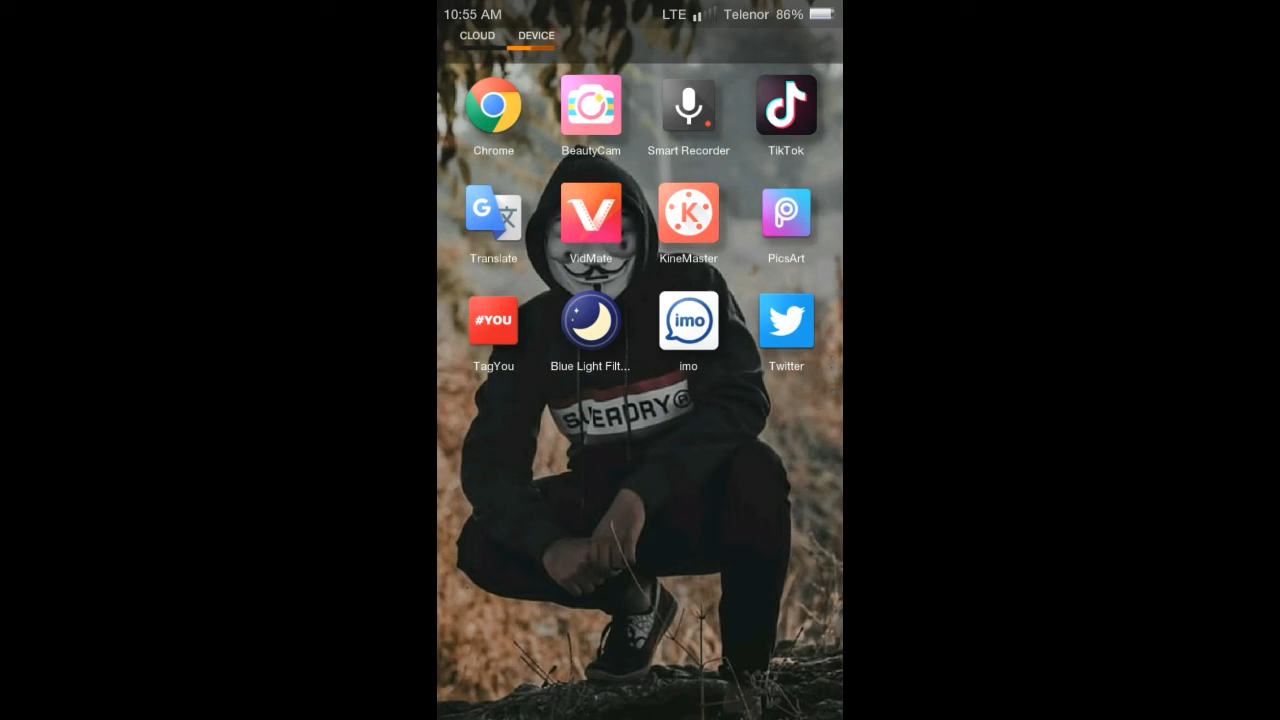 10:55 AM LTE Telenor 86%
CLOUD DEVICE
Chrome BeautyCam Smart Recorder TikTok
G 文 V K
Translate VidMate KineMaster PicsArt
#YOU imo
TagYou Blue Light Filt... imo Twitter